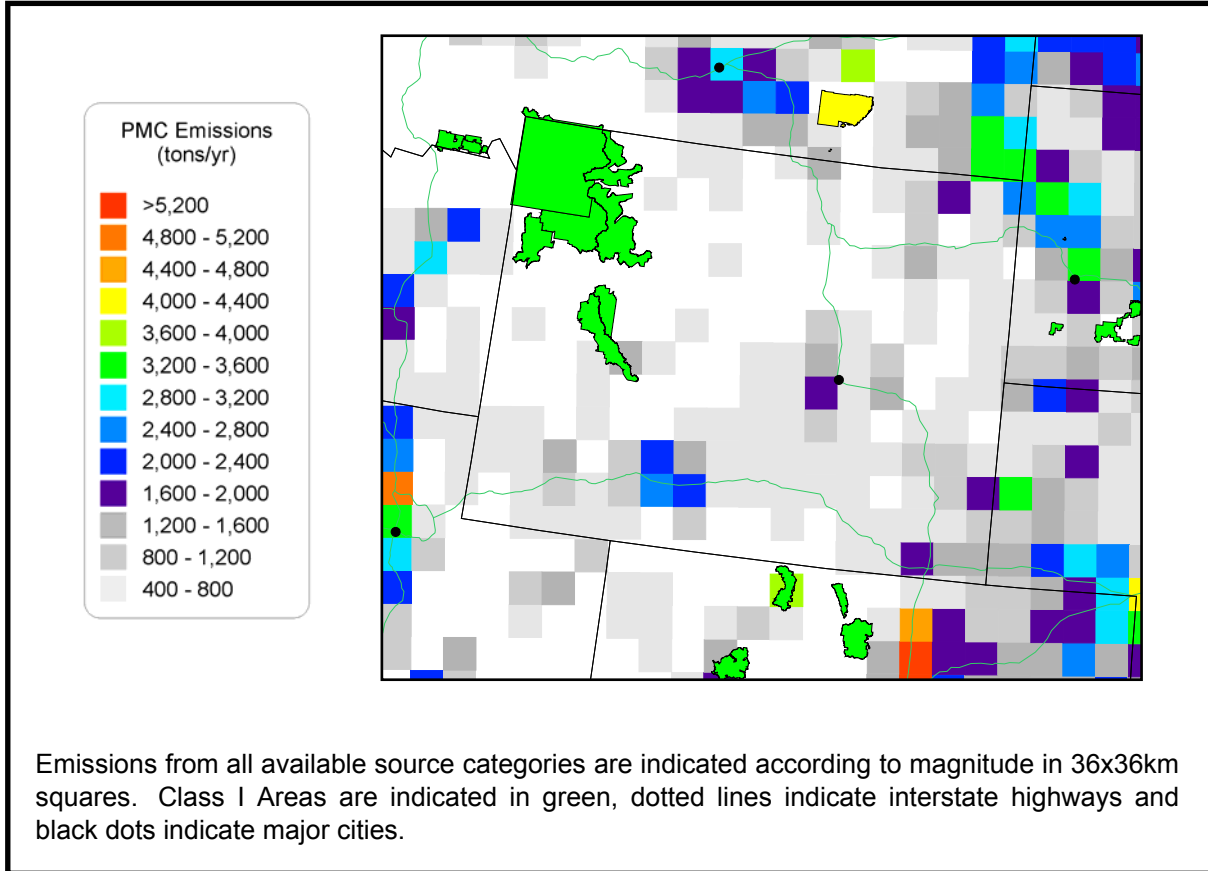 PMC Emissions
(tons/yr)
>5,200
4,800 - 5,200
4,400 - 4,800
4,000 - 4,400
3,600 - 4,000
3,200 - 3,600
2,800 - 3,200
2,400 - 2,800
2,000 - 2,400
1,600 - 2,000
1,200 - 1,600
800 - 1,200
400 - 800
Emissions from all available source categories are indicated according to magnitude in 36x36km
squares. Class I Areas are indicated in green, dotted lines indicate interstate highways and
black dots indicate major cities.